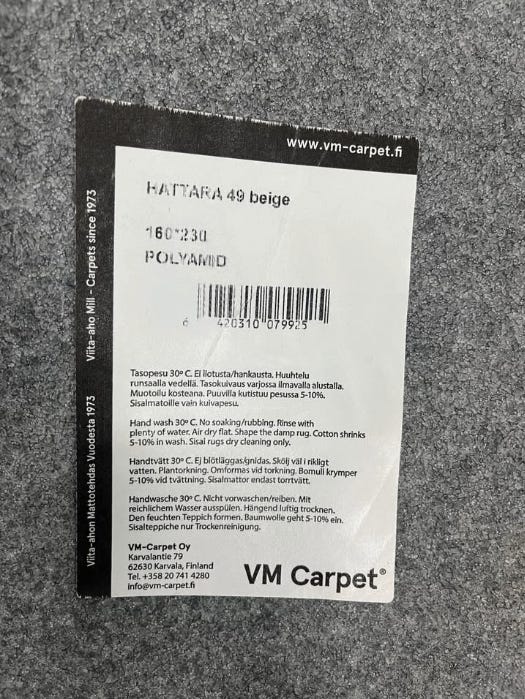 www.vm-carpet.fi
Viita-ahon Mattotehdas Vuodesta 1973
Viita-aho Mill - Carpets since 1973
HATTARA 49 beige
160*230
POLYAMID
6 420310 079925
Tasopesu 30º C. Ei liotusta/hankausta. Huuhtelu
runsaalla vedellä. Tasokuivaus varjossa ilmavalla alustalla.
Muotoilu kosteana. Puuvilla kutistuu pesussa 5-10%.
Sisalmatoille vain kuivapesu.
Hand wash 30º C. No soaking/rubbing. Rinse with
plenty of water. Air dry flat. Shape the damp rug. Cotton shrinks
5-10% in wash. Sisal rugs dry cleaning only.
Handtvätt 30º C. Ej blötläggas/gnidas. Skölj väl i rikligt
vatten. Plantorkning. Omformas vid torkning. Bomull krymper
5-10% vid tvättning. Sisalmattor endast torrtvätt.
Handwasche 30º C. Nicht vorwaschen/reiben. Mit
reichlichem Wasser ausspülen. Hängend luftig trocknen.
Den feuchten Teppich formen. Baumwolle geht 5-10% ein.
Sisalteppiche nur Trockenreinigung.
VM-Carpet Oy
Karvalantie 79
62630 Karvala, Finland
Tel. +358 20 741 4280
info@vm-carpet.fi
VM Carpet®